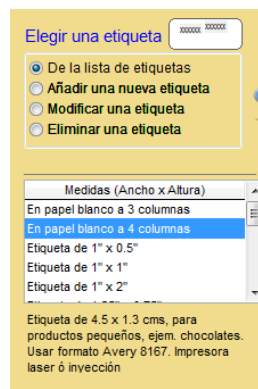 Elegir una etiqueta
xxxxxxx xxxxxxx
De la lista de etiquetas
Añadir una nueva etiqueta
Modificar una etiqueta
Eliminar una etiqueta
Medidas (Ancho x Altura)
En papel blanco a 3 columnas
En papel blanco a 4 columnas
Etiqueta de 1" x 0.5"
Etiqueta de 1" x 1"
Etiqueta de 1" x 2"
Etiqueta de 4.5 x 1.3 cms, para
productos pequeños, ejem. chocolates.
Usar formato Avery 8167. Impresora
laser ó inyección